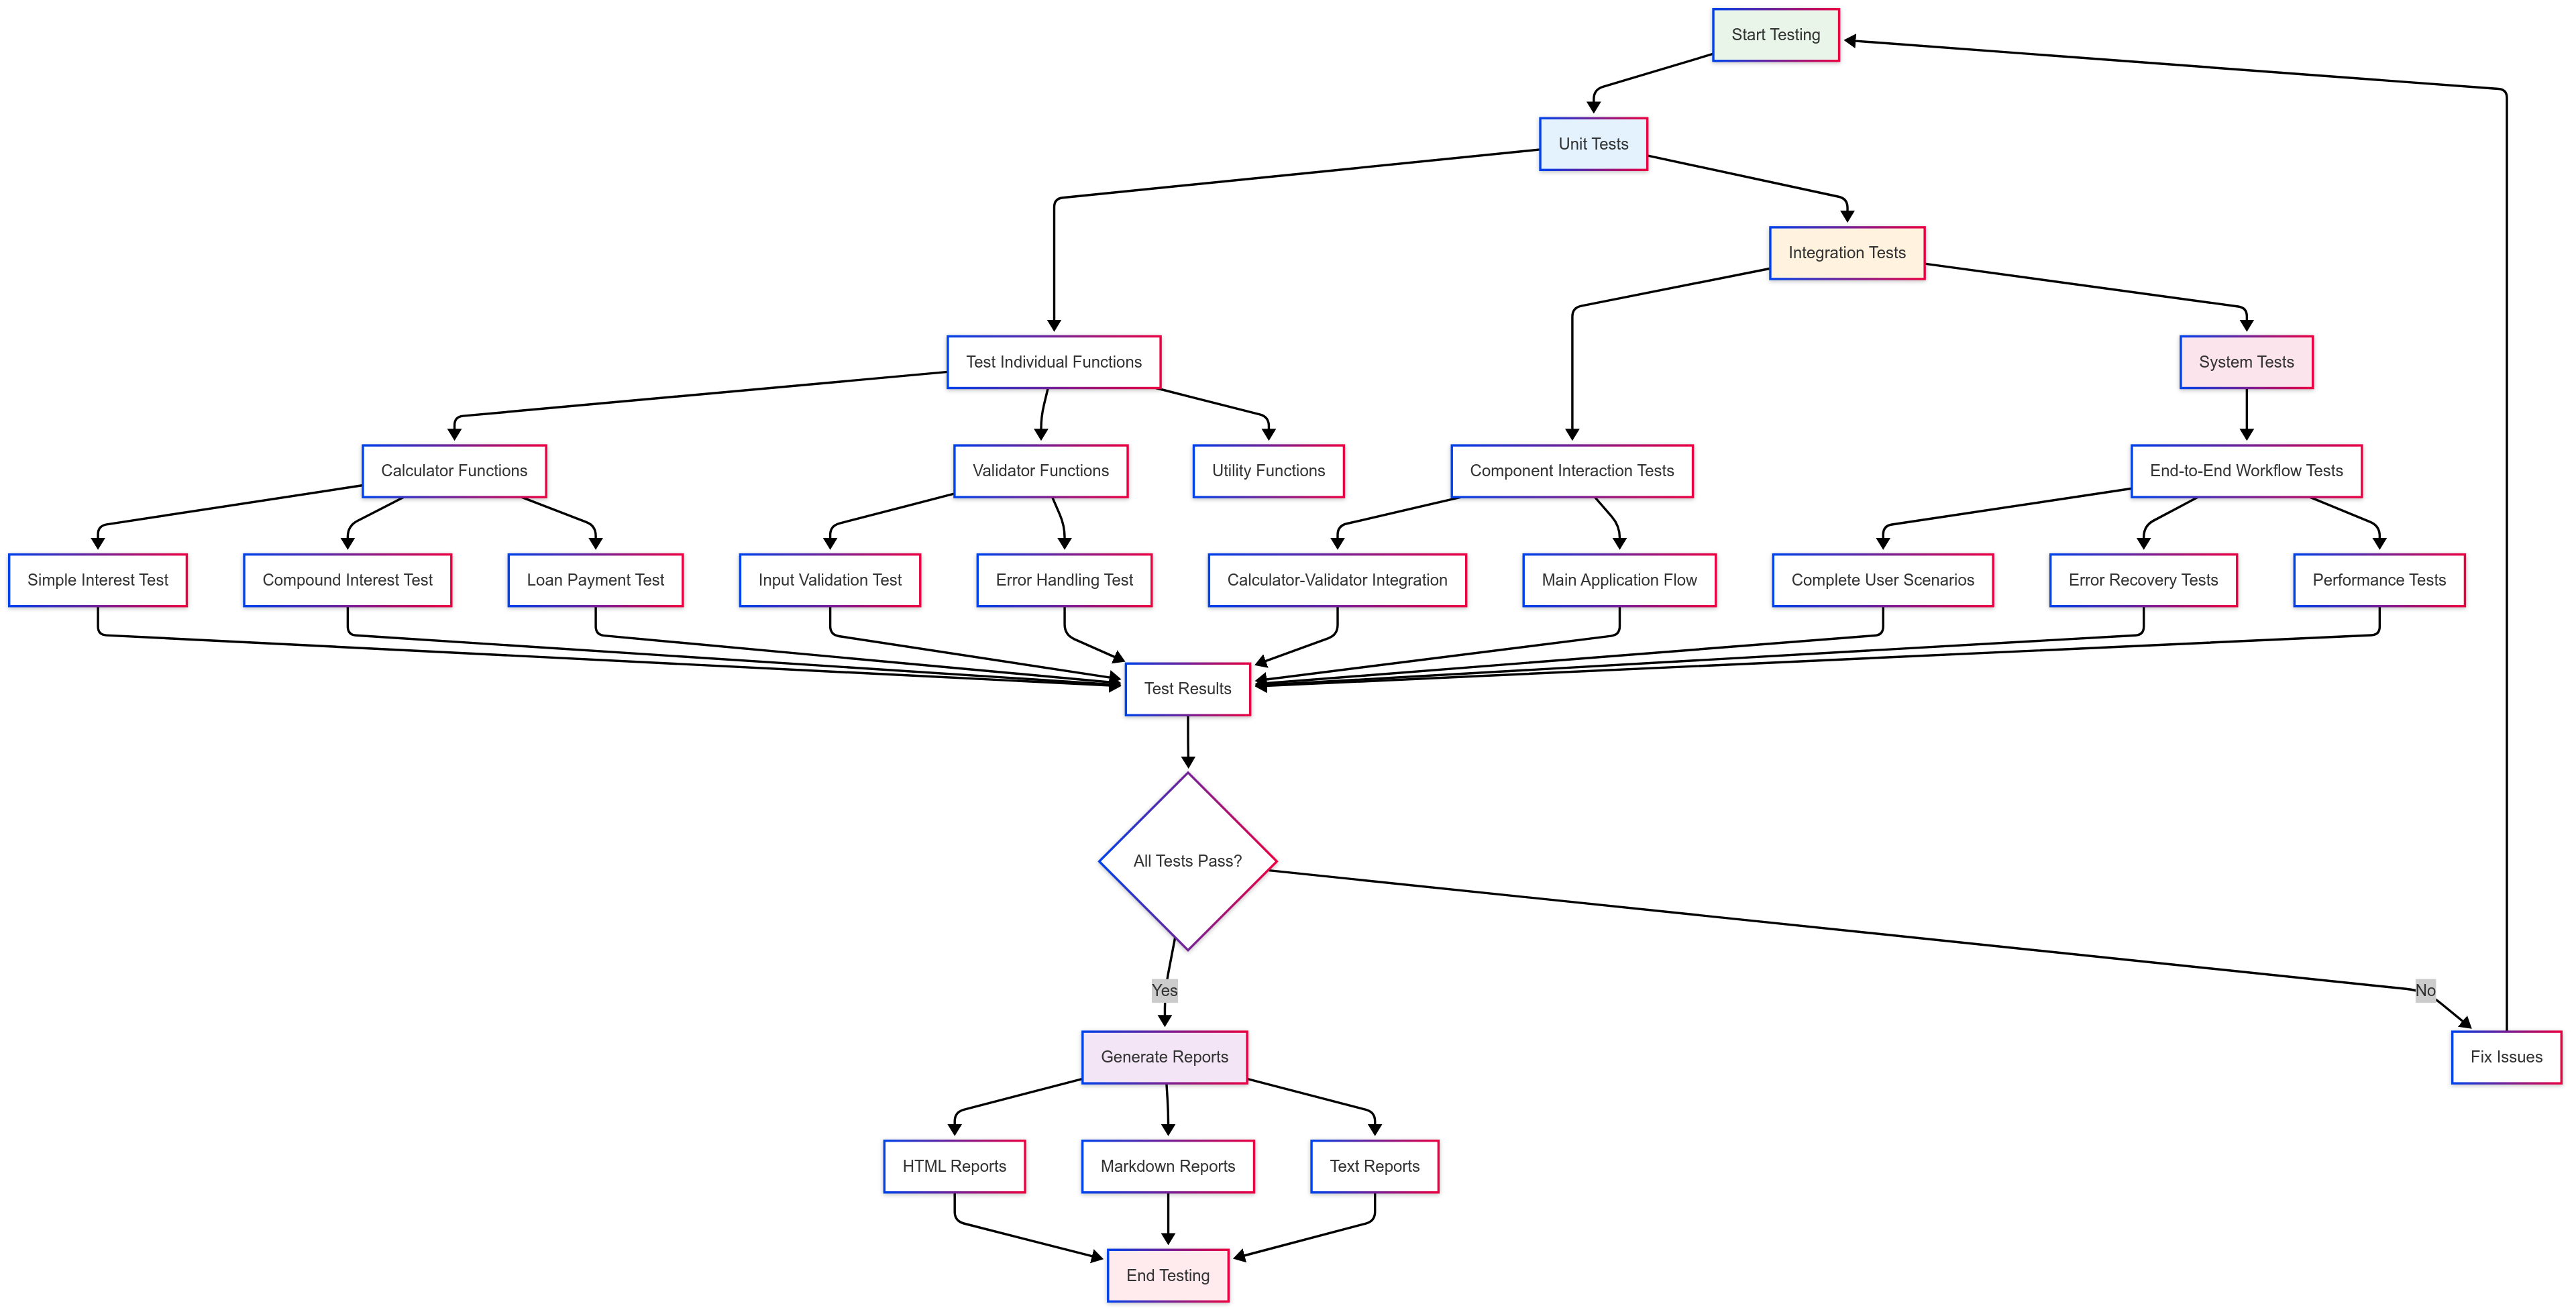 Start Testing
Unit Tests
Integration Tests
Test Individual Functions
System Tests
Calculator Functions
Validator Functions
Utility Functions
Component Interaction Tests
End-to-End Workflow Tests
Simple Interest Test
Compound Interest Test
Loan Payment Test
Input Validation Test
Error Handling Test
Calculator-Validator Integration
Main Application Flow
Complete User Scenarios
Error Recovery Tests
Performance Tests
Test Results
All Tests Pass?
Yes
No
Generate Reports
Fix Issues
HTML Reports
Markdown Reports
Text Reports
End Testing